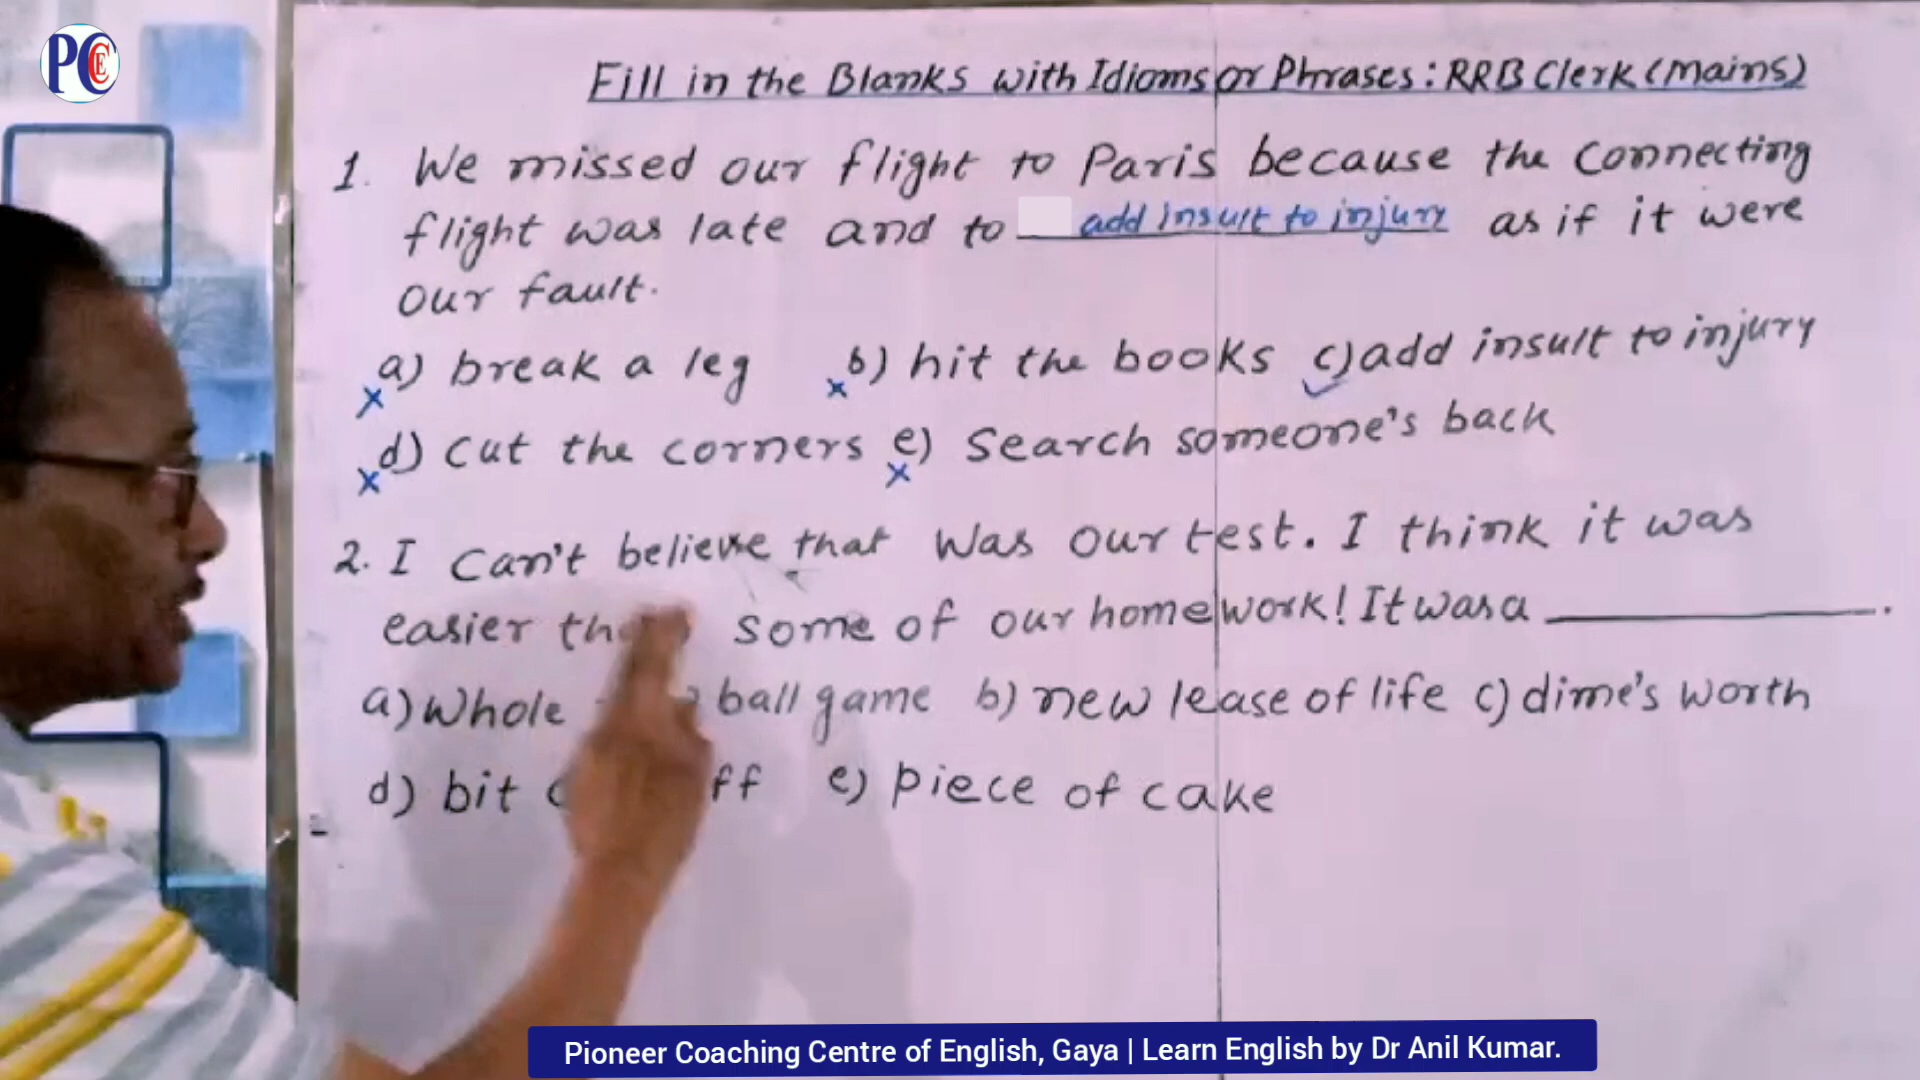 PCCE
Fill in the Blanks with Idioms or Phrases: RRB Clerk (Mains)
1. We missed our flight to Paris because the connecting
flight was late and to add insult to injury as if it were
our fault.
a) break a leg b) hit the books c) add insult to injury
d) cut the corners e) Search someone's back
2. I can't believe that was our test. I think it was
easier some of our homework! It was a ________.
a) whole ball game b) new lease of life c) dime's worth
d) bit e) piece of cake
Pioneer Coaching Centre of English, Gaya | Learn English by Dr Anil Kumar.